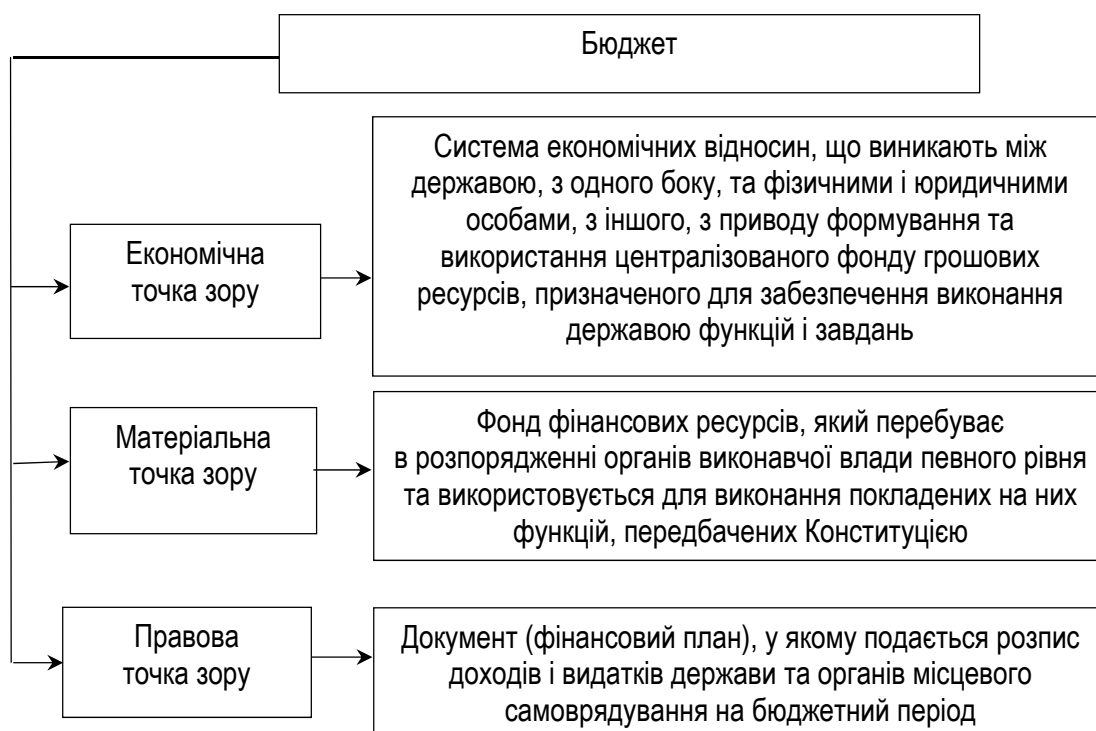 Бюджет
Економічна
точка зору
Система економічних відносин, що виникають між
державою, з одного боку, та фізичними і юридичними
особами, з іншого, з приводу формування та
використання централізованого фонду грошових
ресурсів, призначеного для забезпечення виконання
державою функцій і завдань
Матеріальна
точка зору
Фонд фінансових ресурсів, який перебуває
в розпорядженні органів виконавчої влади певного рівня
та використовується для виконання покладених на них
функцій, передбачених Конституцією
Правова
точка зору
Документ (фінансовий план), у якому подається розпис
доходів і видатків держави та органів місцевого
самоврядування на бюджетний період